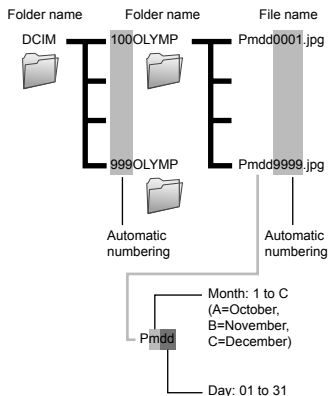 Folder name Folder name File name
DCIM 100OLYMP Pmdd0001.jpg
999OLYMP Pmdd9999.jpg
Automatic numbering Automatic numbering
Month: 1 to C
(A=October,
B=November,
C=December)
Pmdd
Day: 01 to 31